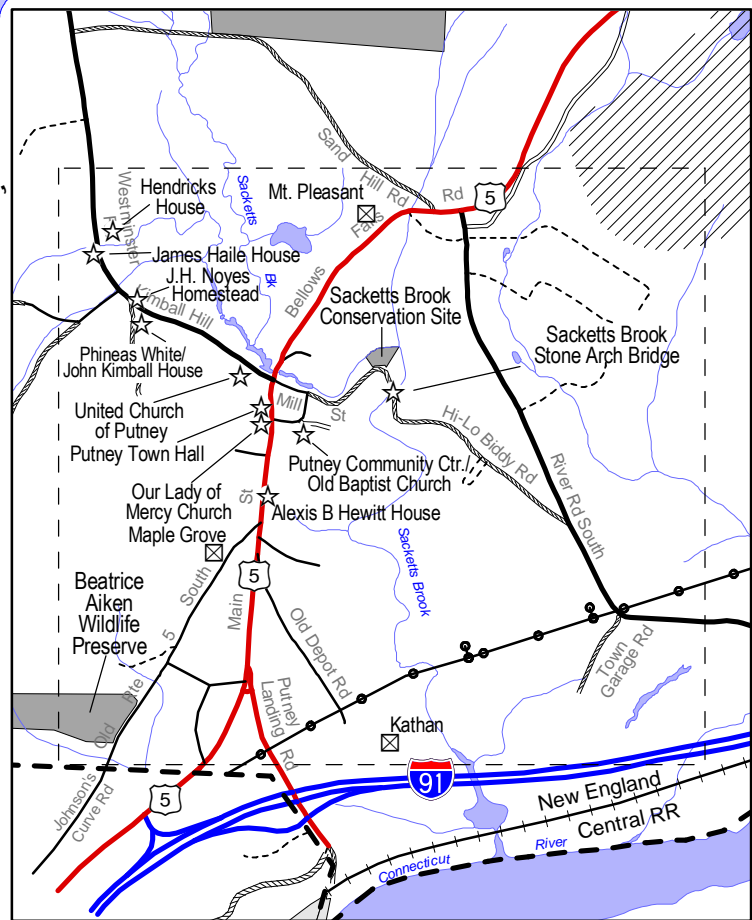 Sand Hill Rd
Rd
5
Westminster
Hendricks
House
Sacketts
Bk
Mt. Pleasant
Falls
Bellows
James Haile House
J.H. Noyes
Homestead
Kimball Hill
Sacketts Brook
Conservation Site
Sacketts Brook
Stone Arch Bridge
Phineas White/
John Kimball House
United Church
of Putney
Mill
St
Putney Town Hall
Hi-Lo Biddy Rd
Putney Community Ctr./
Old Baptist Church
River Rd South
Our Lady of
Mercy Church
St
Alexis B Hewitt House
Maple Grove
Sacketts Brook
5
Main
Beatrice
Aiken
Wildlife
Preserve
Old Rte 5 South
Old Depot Rd
Town
Garage Rd
Putney
Landing Rd
Kathan
Johnson's
Curve Rd
5
91
New England
Central RR
Connecticut
River